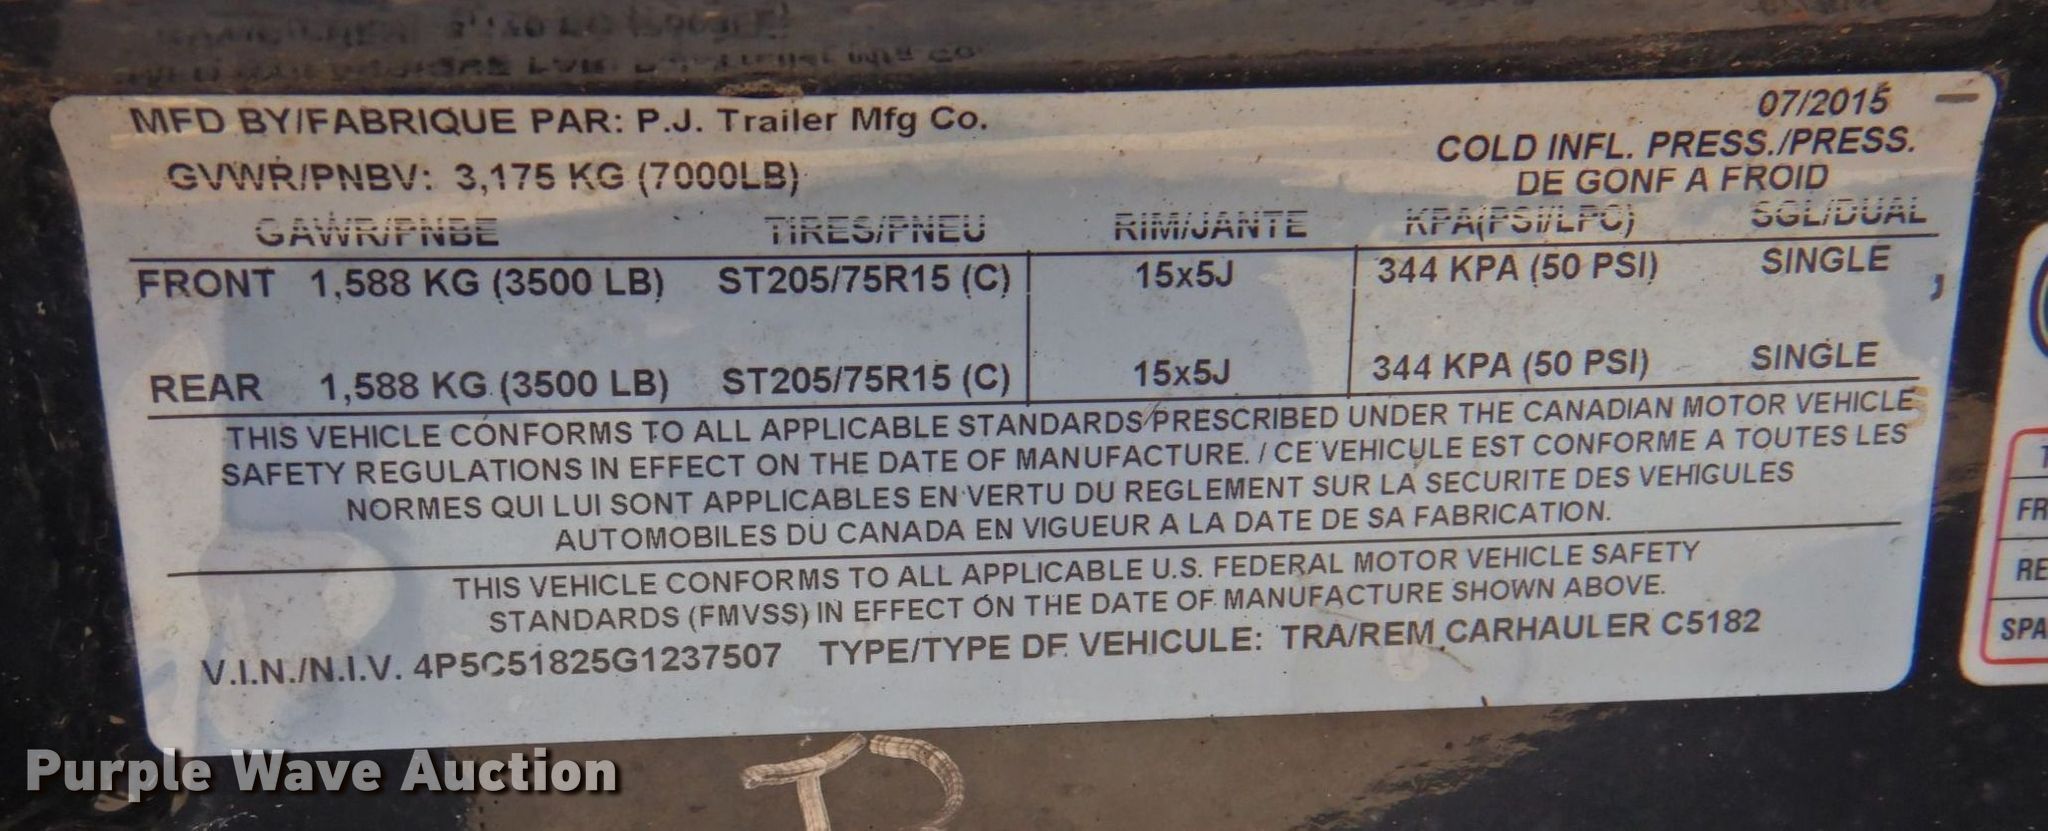 MFD BY/FABRIQUE PAR: P.J. Trailer Mfg Co.
07/2015
GVWR/PNBV: 3,175 KG (7000LB)
COLD INFL. PRESS./PRESS.
DE GONF A FROID
GAWR/PNBE TIRES/PNEU RIM/JANTE KPA(PSI/LPC) SGL/DUAL
FRONT 1,588 KG (3500 LB) ST205/75R15 (C) 15x5J 344 KPA (50 PSI) SINGLE
REAR 1,588 KG (3500 LB) ST205/75R15 (C) 15x5J 344 KPA (50 PSI) SINGLE
THIS VEHICLE CONFORMS TO ALL APPLICABLE STANDARDS PRESCRIBED UNDER THE CANADIAN MOTOR VEHICLE
SAFETY REGULATIONS IN EFFECT ON THE DATE OF MANUFACTURE. / CE VEHICULE EST CONFORME A TOUTES LES
NORMES QUI LUI SONT APPLICABLES EN VERTU DU REGLEMENT SUR LA SECURITE DES VEHIGULES
AUTOMOBILES DU CANADA EN VIGUEUR A LA DATE DE SA FABRICATION.
THIS VEHICLE CONFORMS TO ALL APPLICABLE U.S. FEDERAL MOTOR VEHICLE SAFETY
STANDARDS (FMVSS) IN EFFECT ON THE DATE OF MANUFACTURE SHOWN ABOVE.
V.I.N./N.I.V. 4P5C51825G1237507 TYPE/TYPE DE VEHICULE: TRA/REM CARHAULER C5182
FR
RE
SPA
Purple Wave Auction